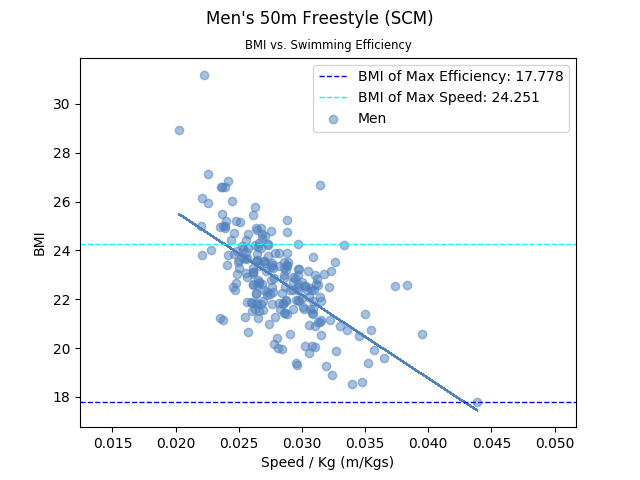 Men's 50m Freestyle (SCM)
BMI vs. Swimming Efficiency
BMI of Max Efficiency: 17.778
BMI of Max Speed: 24.251
Men
BMI
30
28
26
24
22
20
18
0.015 0.020 0.025 0.030 0.035 0.040 0.045 0.050
Speed / Kg (m/Kgs)